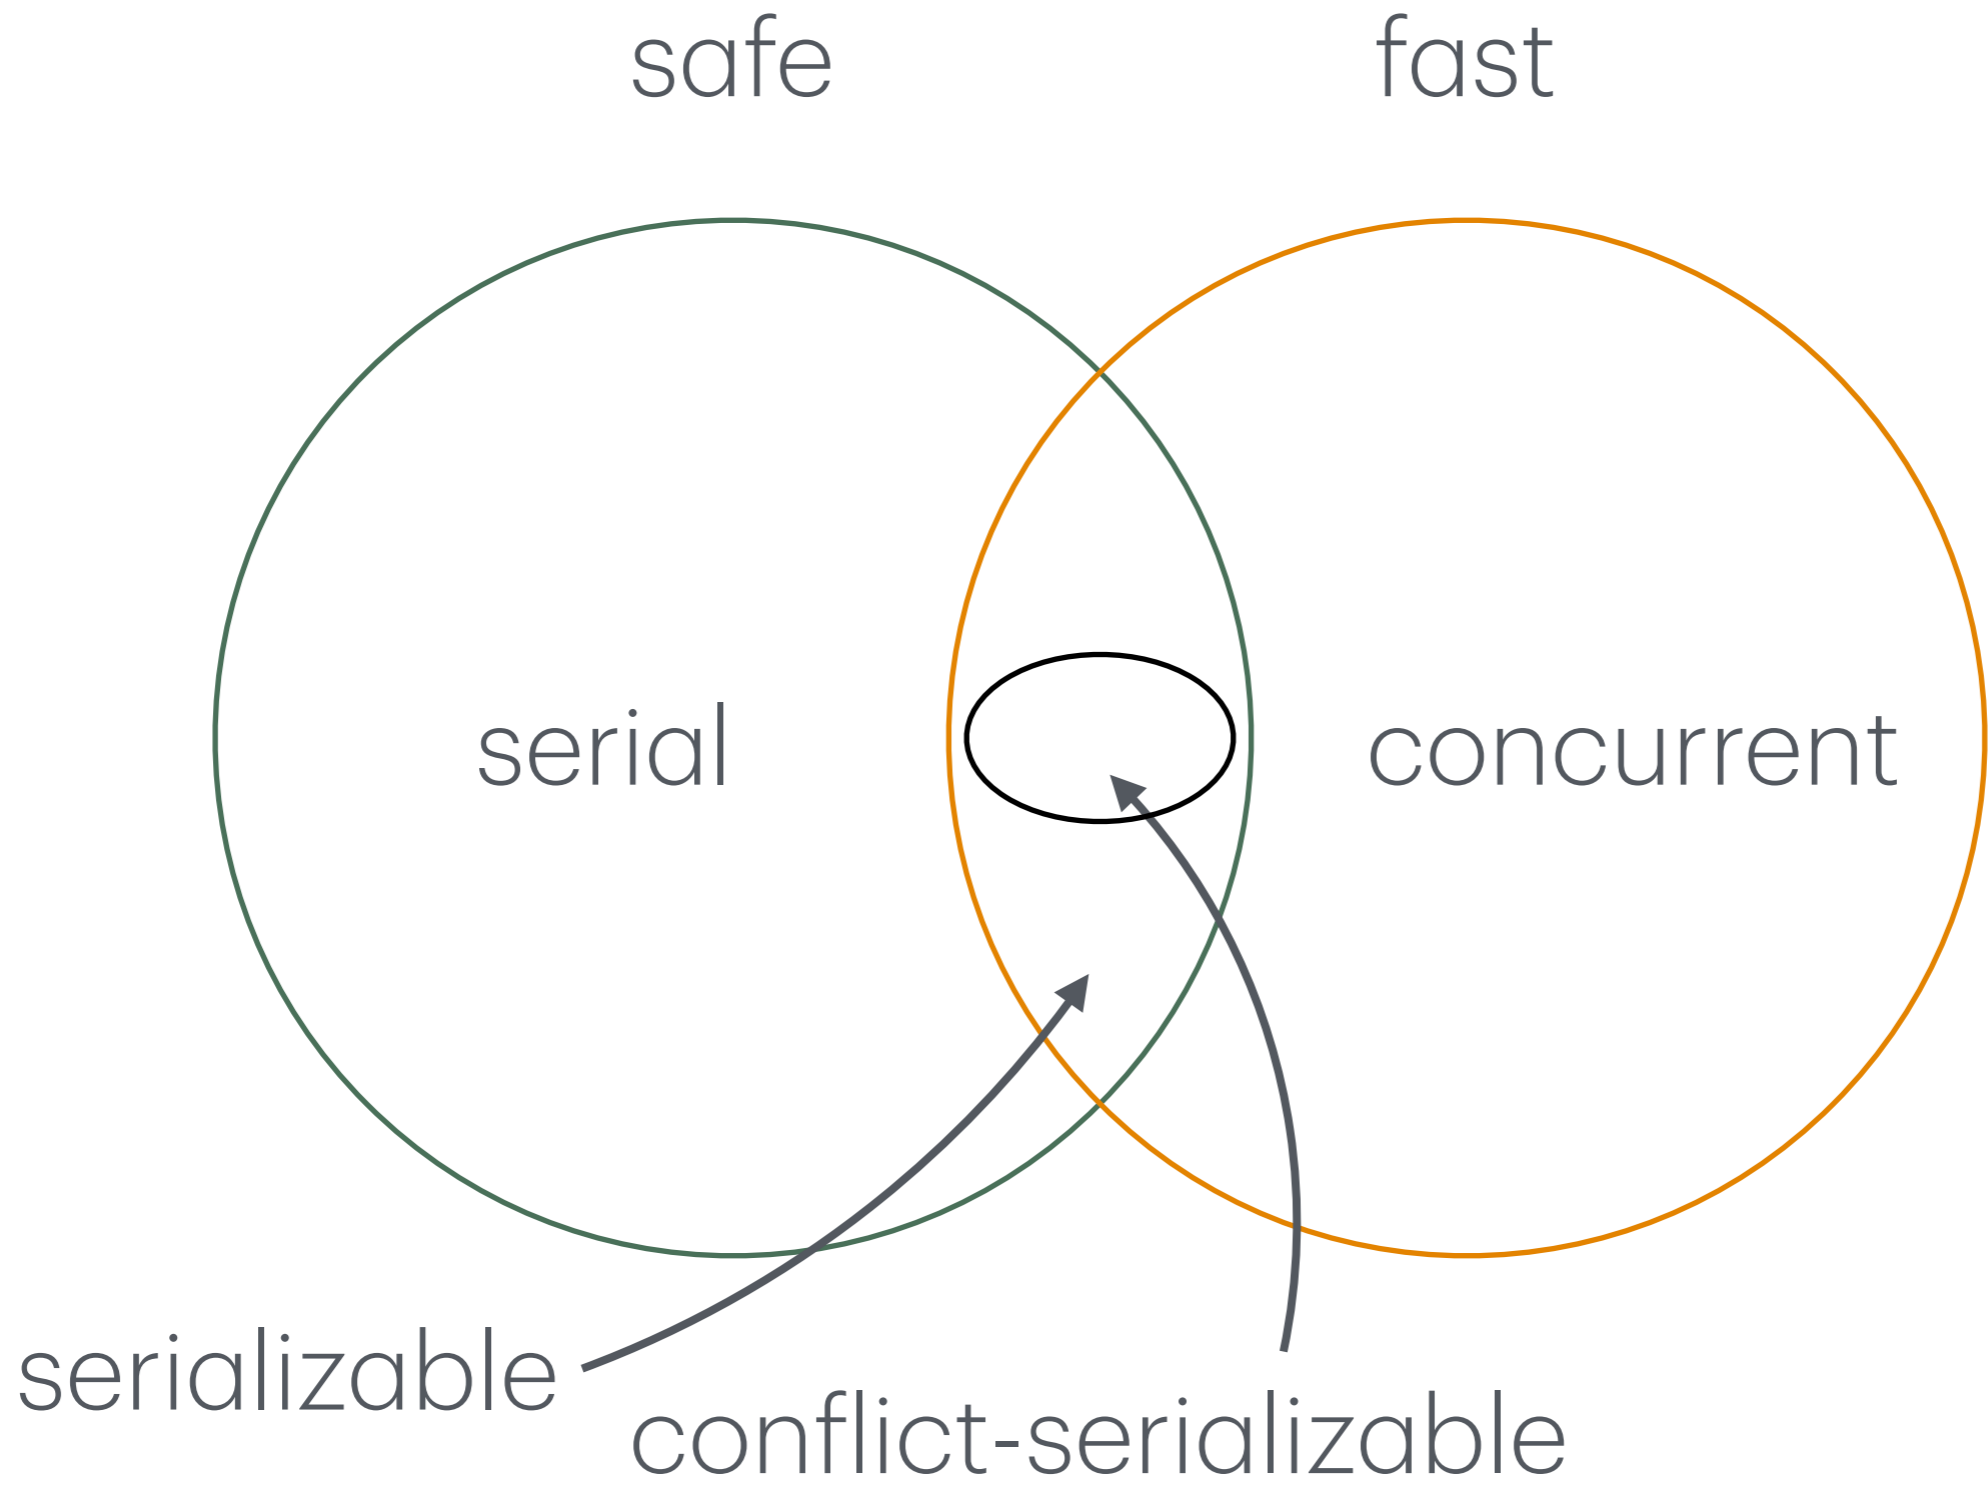 safe
fast
serial
concurrent
serializable
conflict-serializable